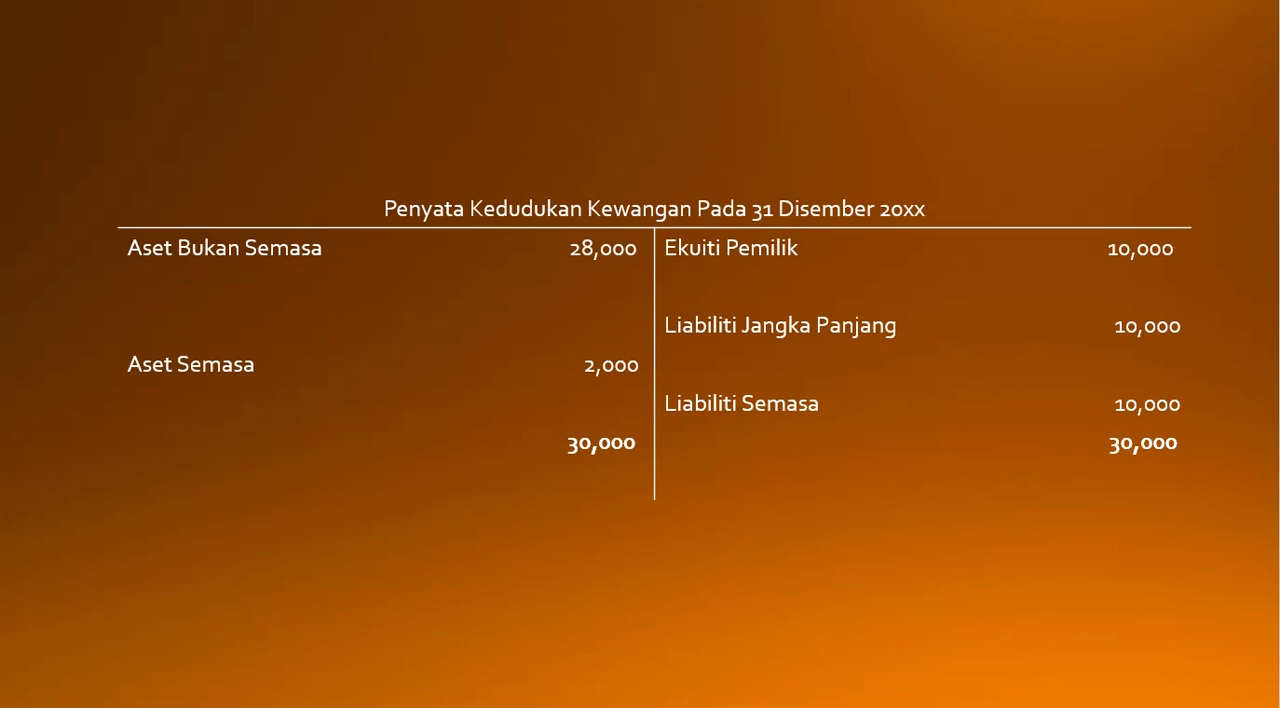 Penyata Kedudukan Kewangan Pada 31 Disember 20xx
Aset Bukan Semasa 28,000 Ekuiti Pemilik 10,000
Liabiliti Jangka Panjang 10,000
Aset Semasa 2,000
Liabiliti Semasa 10,000
30,000 30,000